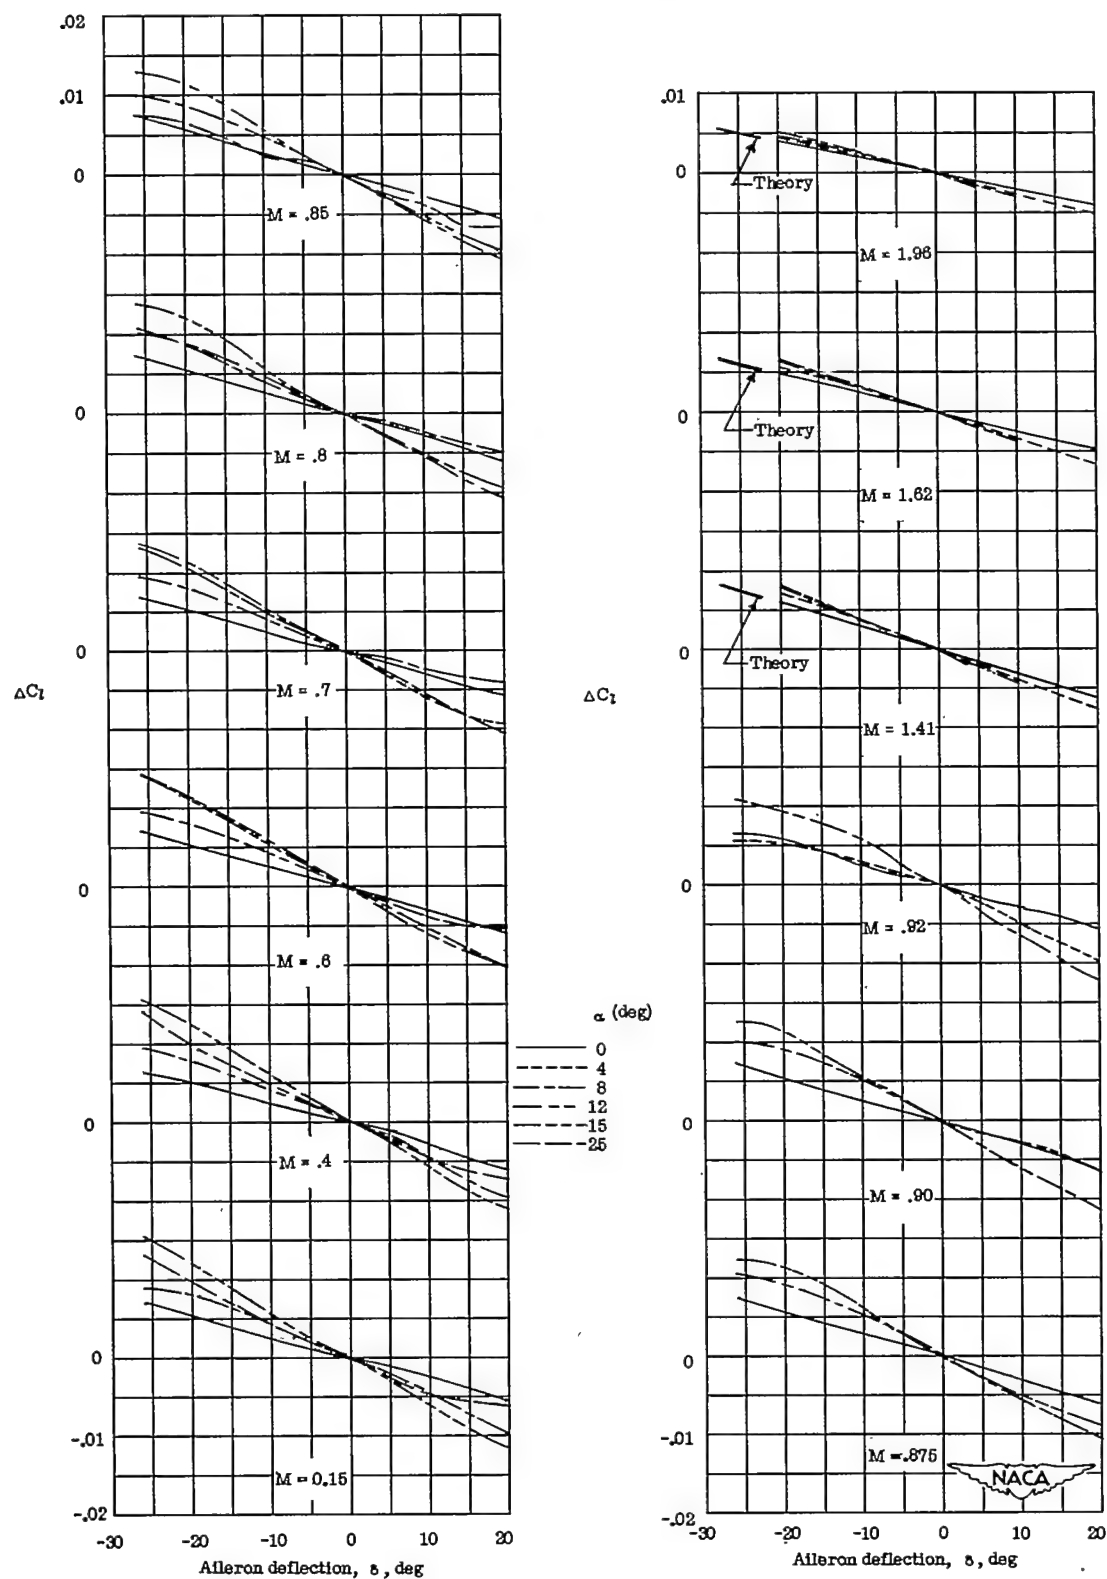 .02
.01
0
M = .85
0
M = .8
0
M = .7
ΔCl
0
M = .6
0
M = .4
0
-.01
M = 0.15
-.02
-30
-20
-10
0
10
20
Aileron deflection, δ, deg
α (deg)
0
4
8
12
15
25
.01
0
Theory
M = 1.96
0
Theory
M = 1.62
0
Theory
ΔCl
M = 1.41
0
M = .92
0
M = .90
0
-.01
M = .875
NACA
-.02
-30
-20
-10
0
10
20
Aileron deflection, δ, deg